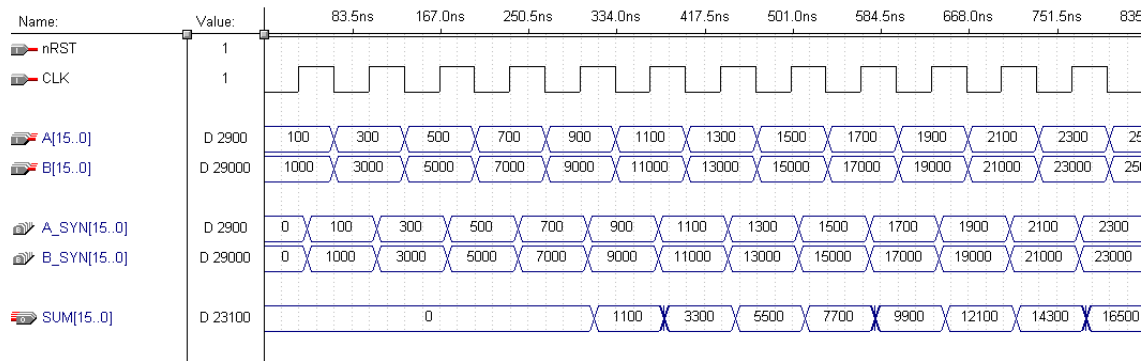 Name: Value: 83.5ns 167.0ns 250.5ns 334.0ns 417.5ns 501.0ns 584.5ns 668.0ns 751.5ns 835
nRST 1
CLK 1
A[15..0] D 2900 100 300 500 700 900 1100 1300 1500 1700 1900 2100 2300 25
B[15..0] D 29000 1000 3000 5000 7000 9000 11000 13000 15000 17000 19000 21000 23000 250
A_SYN[15..0] D 2900 0 100 300 500 700 900 1100 1300 1500 1700 1900 2100 2300
B_SYN[15..0] D 29000 0 1000 3000 5000 7000 9000 11000 13000 15000 17000 19000 21000 23000
SUM[15..0] D 23100 0 1100 3300 5500 7700 9900 12100 14300 16500